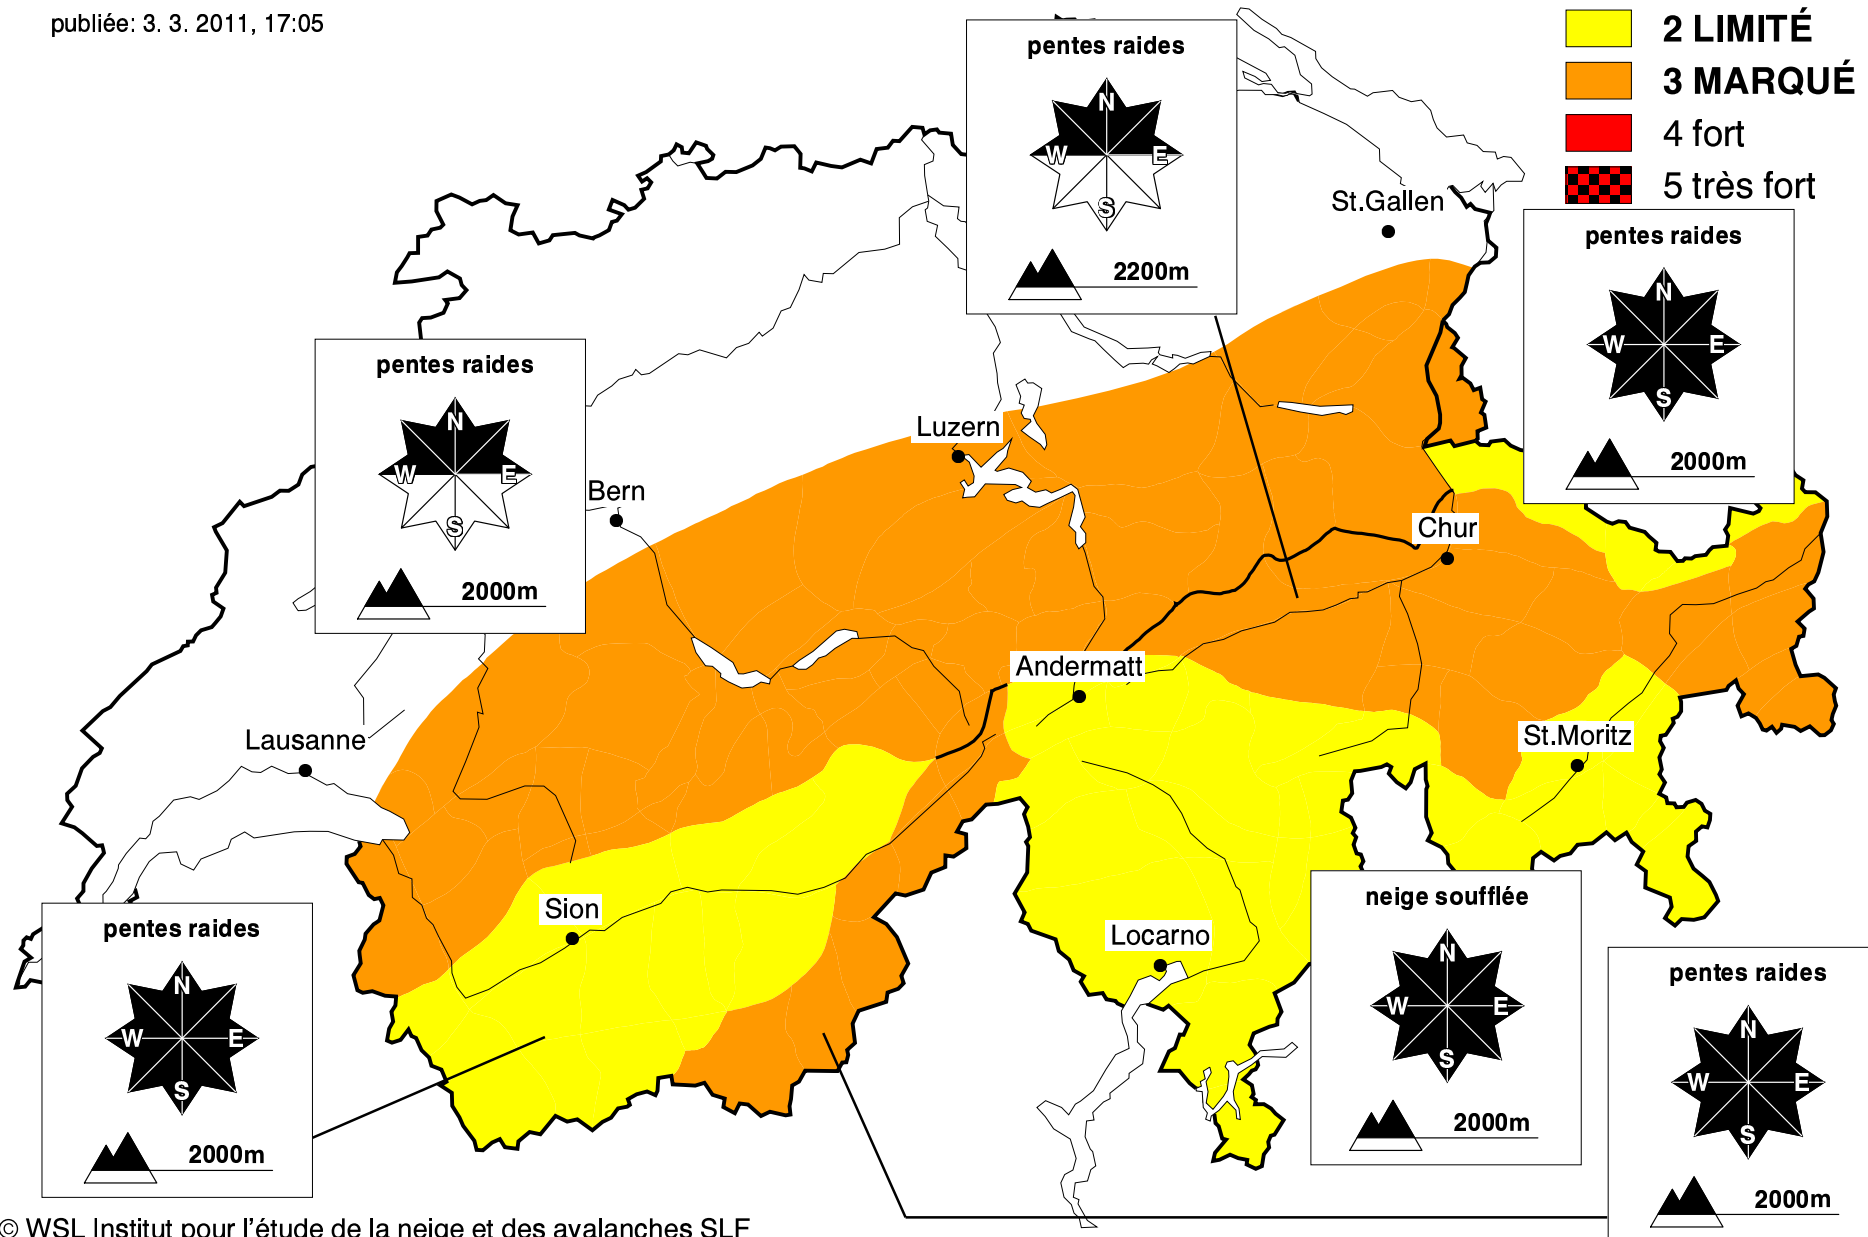 publiée: 3. 3. 2011, 17:05
2 LIMITÉ
3 MARQUÉ
4 fort
5 très fort
pentes raides
N
W E
S
2200m
St.Gallen
pentes raides
N
W E
S
2000m
pentes raides
N
W E
S
2000m
Luzern
Bern
Chur
Andermatt
Lausanne
St.Moritz
Sion
Locarno
pentes raides
N
W E
S
2000m
neige soufflée
N
W E
S
2000m
pentes raides
N
W E
S
2000m
© WSL Institut pour l'étude de la neige et des avalanches SLF